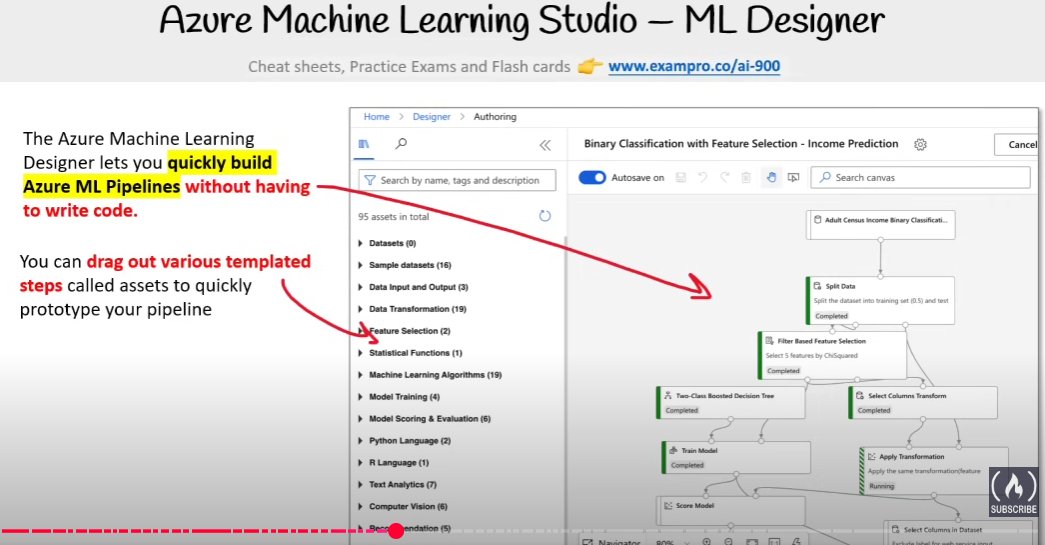 Azure Machine Learning Studio – ML Designer
Cheat sheets, Practice Exams and Flash cards 👉 www.exampro.co/ai-900
The Azure Machine Learning
Designer lets you quickly build
Azure ML Pipelines without having
to write code.
You can drag out various templated
steps called assets to quickly
prototype your pipeline
Home > Designer > Authoring
Search by name, tags and description
95 assets in total
Datasets (0)
Sample datasets (16)
Data Input and Output (3)
Data Transformation (19)
Feature Selection (2)
Statistical Functions (1)
Machine Learning Algorithms (19)
Model Training (4)
Model Scoring & Evaluation (6)
Python Language (2)
R Language (1)
Text Analytics (7)
Computer Vision (6)
Recommendation (5)
Binary Classification with Feature Selection - Income Prediction
Cancel
Autosave on
Search canvas
Adult Census Income Binary Classificati...
Split Data
Split the dataset into training set (0.5) and test
Completed
Filter Based Feature Selection
Select 5 features by ChiSquared
Completed
Two-Class Boosted Decision Tree
Completed
Select Columns Transform
Completed
Train Model
Completed
Apply Transformation
Apply the same transformation(feature
Running
Score Model
Select Columns in Dataset
Exclude label for web service input
Navigator
80%
SUBSCRIBE